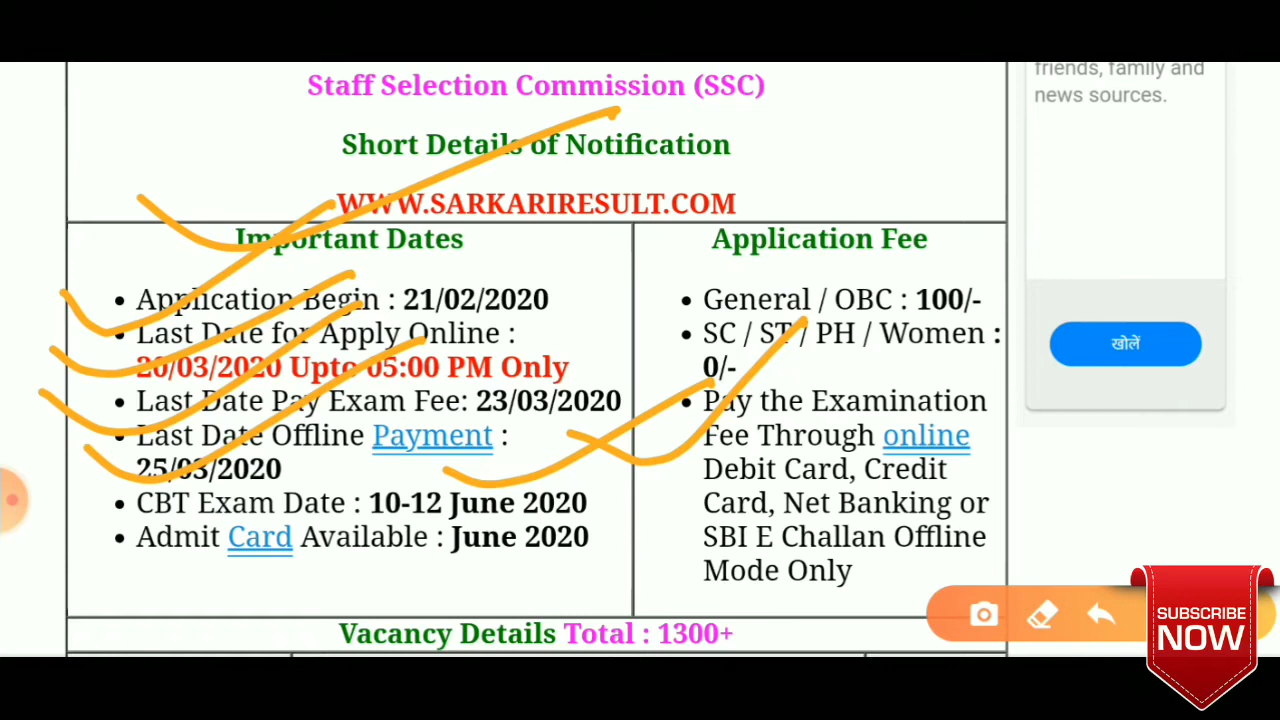 friends, family and
news sources.
Staff Selection Commission (SSC)
Short Details of Notification
WWW.SARKARIRESULT.COM
Important Dates
• Application Begin : 21/02/2020
• Last Date for Apply Online :
20/03/2020 Upto 05:00 PM Only
• Last Date Pay Exam Fee: 23/03/2020
• Last Date Offline Payment :
25/03/2020
• CBT Exam Date : 10-12 June 2020
• Admit Card Available : June 2020
Application Fee
• General / OBC : 100/-
• SC / ST / PH / Women :
0/-
• Pay the Examination
Fee Through online
Debit Card, Credit
Card, Net Banking or
SBI E Challan Offline
Mode Only
खोलें
Vacancy Details Total : 1300+
SUBSCRIBE
NOW